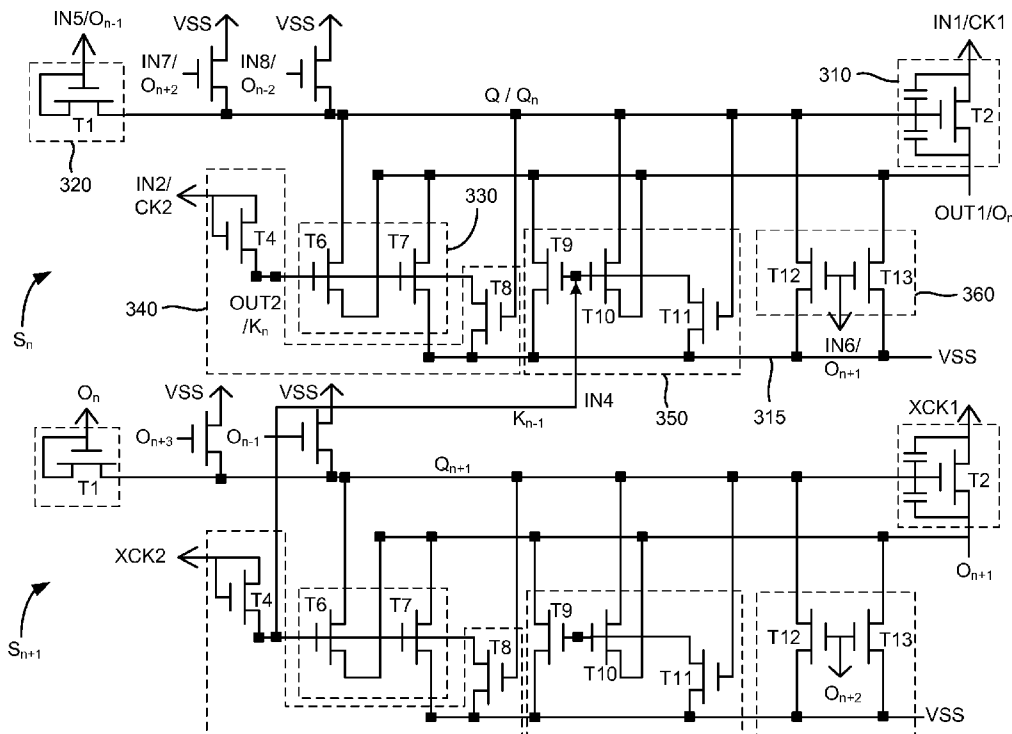 IN5/On-1
VSS
VSS
IN1/CK1
IN7/
On+2
IN8/
On-2
310
Q / Qn
T1
T2
320
IN2/
CK2
330
OUT1/On
T4
T6
T7
T9
T8
T10
T11
T12
T13
340
OUT2
/Kn
360
Sn
IN6/
On+1
VSS
IN4
Kn-1
350
315
On
VSS
VSS
XCK1
On+3
On-1
Qn+1
T1
T2
XCK2
On+1
T4
T6
T7
T9
T8
T10
T11
T12
T13
Sn+1
On+2
VSS